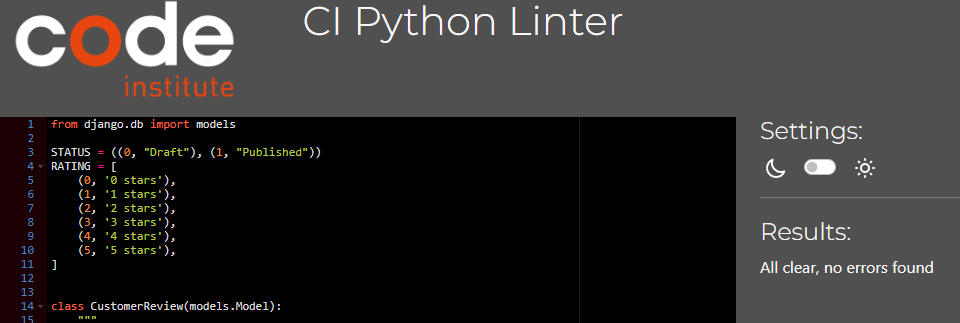 code
institute
CI Python Linter
1 from django.db import models
2
3 STATUS = ((0, "Draft"), (1, "Published"))
4 RATING = [
5     (0, '0 stars'),
6     (1, '1 stars'),
7     (2, '2 stars'),
8     (3, '3 stars'),
9     (4, '4 stars'),
10     (5, '5 stars'),
11 ]
12
13
14 class CustomerReview(models.Model):
15     """
Settings:
Results:
All clear, no errors found